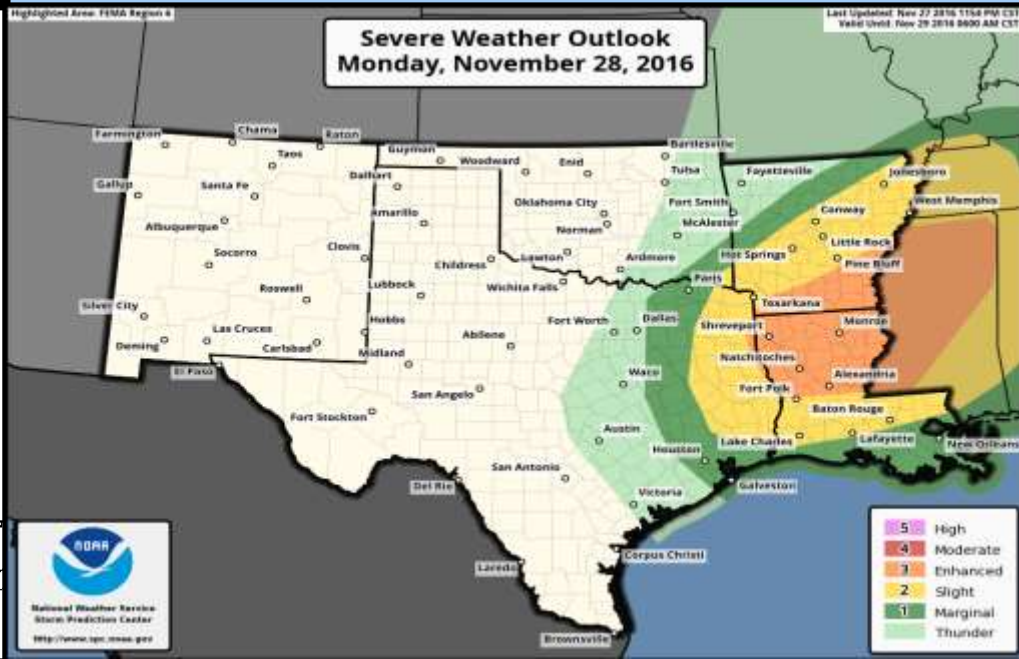 Highlighted Area: FEMA Region 6
Last Updated: Nov 27 2016 1154 PM CST
Valid Until: Nov 29 2016 0600 AM CST
Severe Weather Outlook
Monday, November 28, 2016
Farmington
Chama
Raton
Guymon
Bartlesville
Taos
Woodward
Enid
Tulsa
Fayetteville
Jonesboro
Gallup
Santa Fe
Dalhart
Oklahoma City
Fort Smith
West Memphis
Albuquerque
Amarillo
Norman
McAlester
Conway
Little Rock
Socorro
Clovis
Childress
Lawton
Ardmore
Hot Springs
Pine Bluff
Roswell
Lubbock
Wichita Falls
Paris
Texarkana
Silver City
Las Cruces
Hobbs
Abilene
Fort Worth
Dallas
Shreveport
Monroe
Deming
Carlsbad
Midland
Natchitoches
El Paso
San Angelo
Waco
Fort Polk
Alexandria
Fort Stockton
Baton Rouge
Austin
Houston
Lake Charles
Lafayette
New Orleans
San Antonio
Del Rio
Galveston
Victoria
Corpus Christi
Laredo
Brownsville
NOAA
National Weather Service
Storm Prediction Center
http://www.spc.noaa.gov
5 High
4 Moderate
3 Enhanced
2 Slight
1 Marginal
Thunder